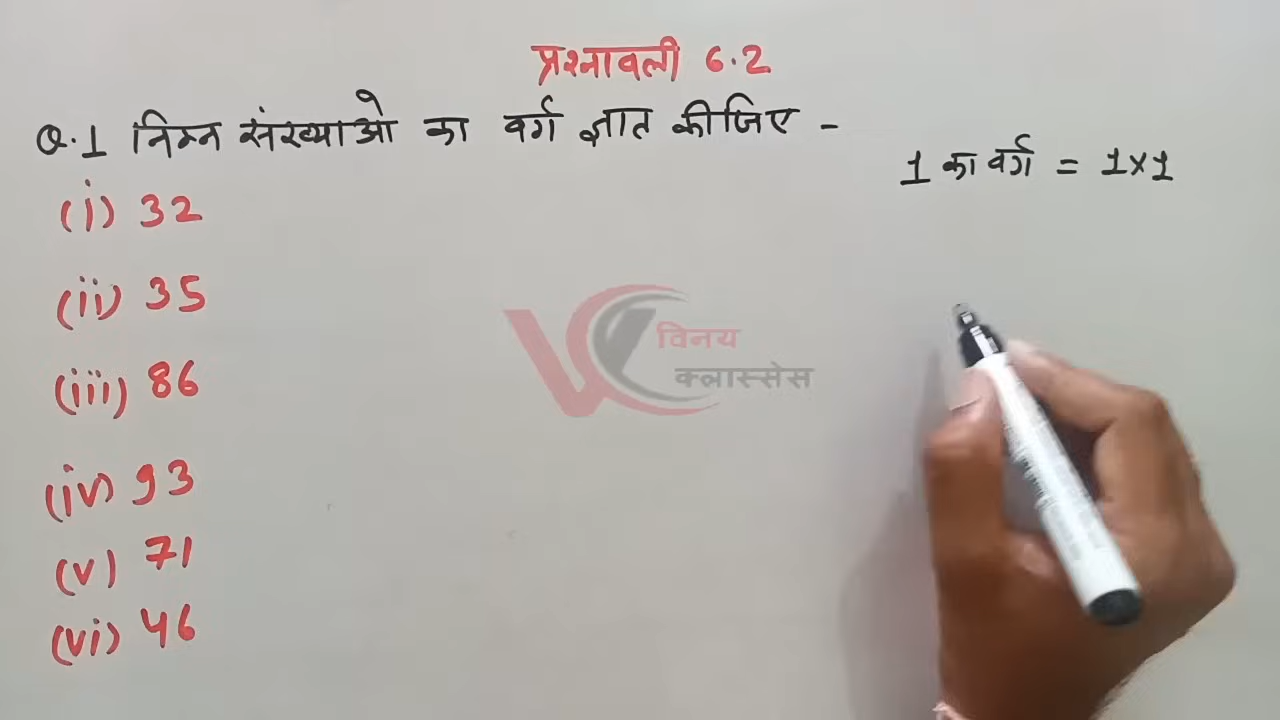 प्रश्नावली 6.2
Q.1 निम्न संख्याओ का वर्ग ज्ञात कीजिए -
1 का वर्ग = 1×1
(i) 32
(ii) 35
(iii) 86
(iv) 93
(v) 71
(vi) 46
विनय
क्लास्सेस